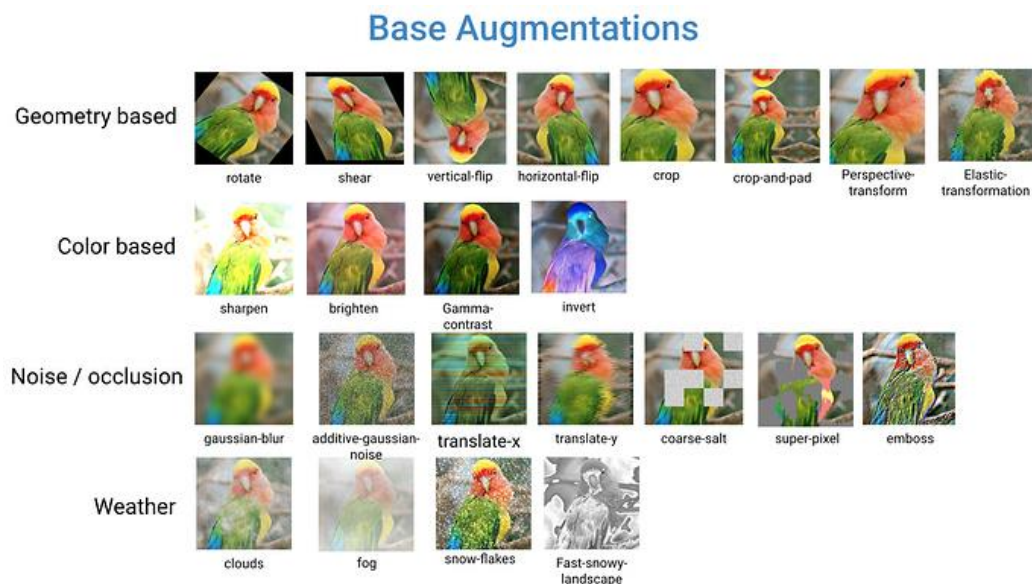 Base Augmentations
Geometry based
rotate
shear
vertical-flip
horizontal-flip
crop
crop-and-pad
Perspective-
transform
Elastic-
transformation
Color based
sharpen
brighten
Gamma-
contrast
invert
Noise / occlusion
gaussian-blur
additive-gaussian-
noise
translate-x
translate-y
coarse-salt
super-pixel
emboss
Weather
clouds
fog
snow-flakes
Fast-snowy-
landscape